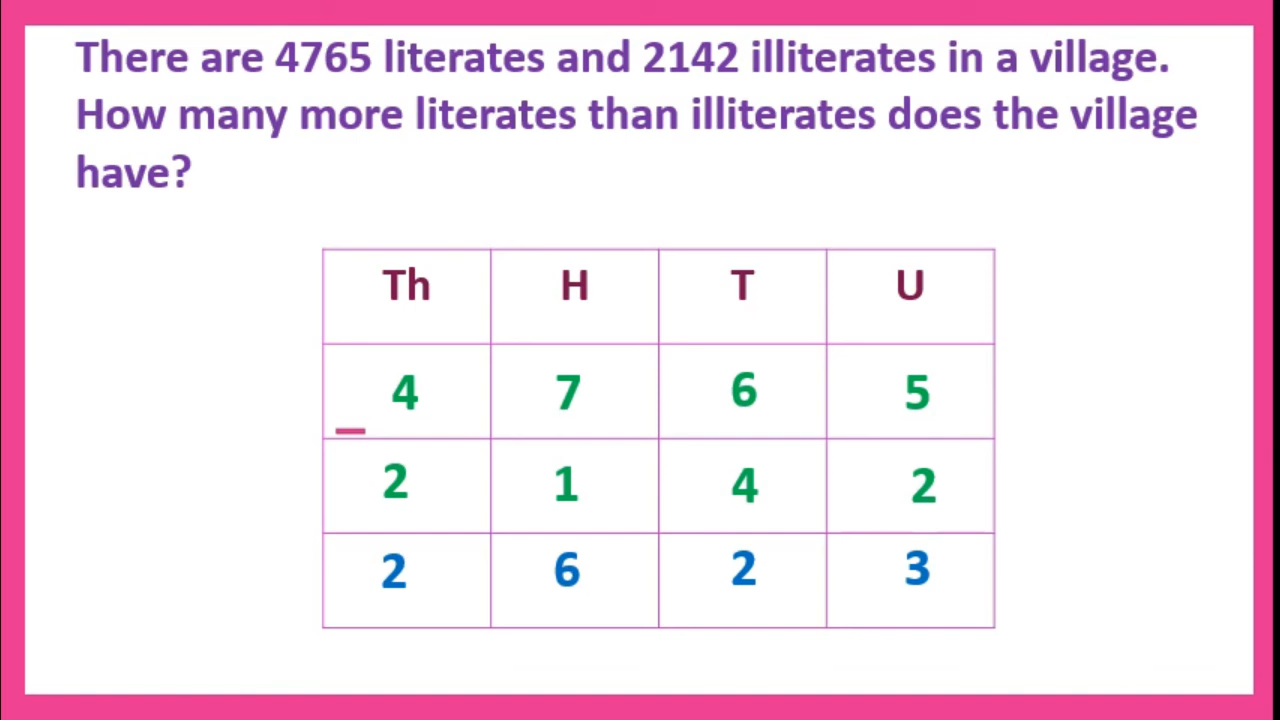 There are 4765 literates and 2142 illiterates in a village.
How many more literates than illiterates does the village
have?
Th H T U
4 7 6 5
–
2 1 4 2
2 6 2 3